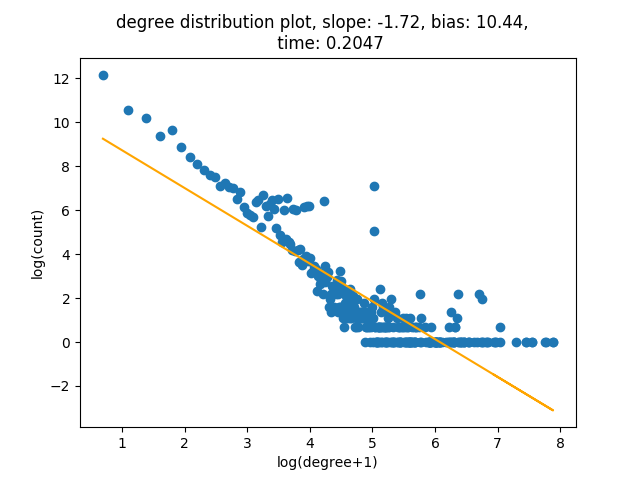 degree distribution plot, slope: -1.72, bias: 10.44,
time: 0.2047
12
10
8
6
4
2
0
−2
log(count)
1 2 3 4 5 6 7 8
log(degree+1)